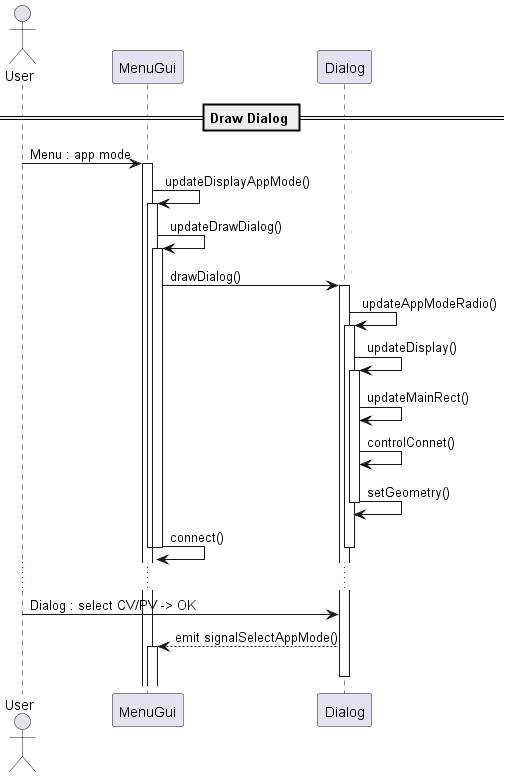 User
MenuGui
Dialog
Draw Dialog
Menu : app mode
updateDisplayAppMode()
updateDrawDialog()
drawDialog()
updateAppModeRadio()
updateDisplay()
updateMainRect()
controlConnet()
setGeometry()
connect()
Dialog : select CV/PV -> OK
emit signalSelectAppMode()
User
MenuGui
Dialog